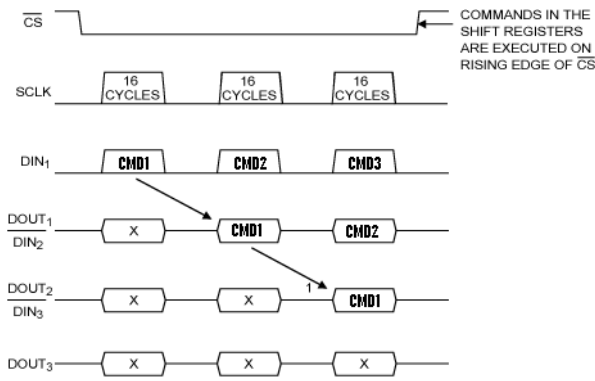 CS
COMMANDS IN THE
SHIFT REGISTERS
ARE EXECUTED ON
RISING EDGE OF CS
SCLK
16
CYCLES
16
CYCLES
16
CYCLES
DIN1
CMD1
CMD2
CMD3
DOUT1
DIN2
X
CMD1
CMD2
DOUT2
DIN3
X
X
1
CMD1
DOUT3
X
X
X